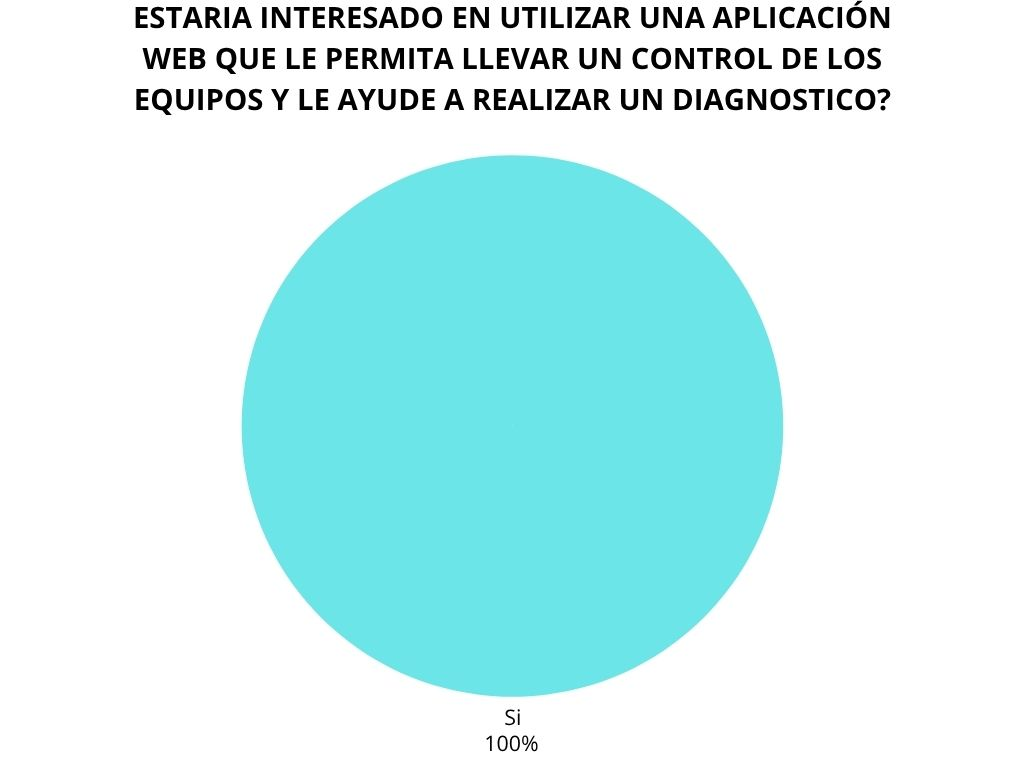 ESTARIA INTERESADO EN UTILIZAR UNA APLICACIÓN
WEB QUE LE PERMITA LLEVAR UN CONTROL DE LOS
EQUIPOS Y LE AYUDE A REALIZAR UN DIAGNOSTICO?
Si
100%